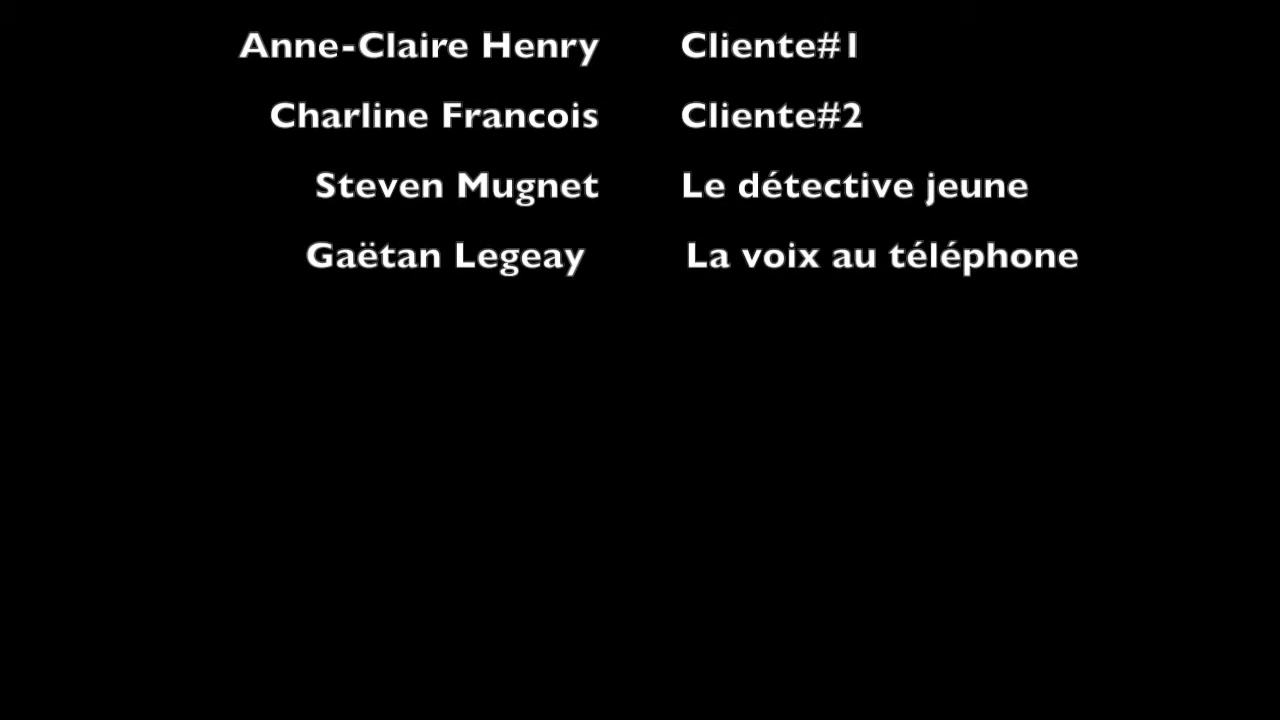 Anne-Claire Henry Cliente#1
Charline Francois Cliente#2
Steven Mugnet Le détective jeune
Gaëtan Legeay La voix au téléphone